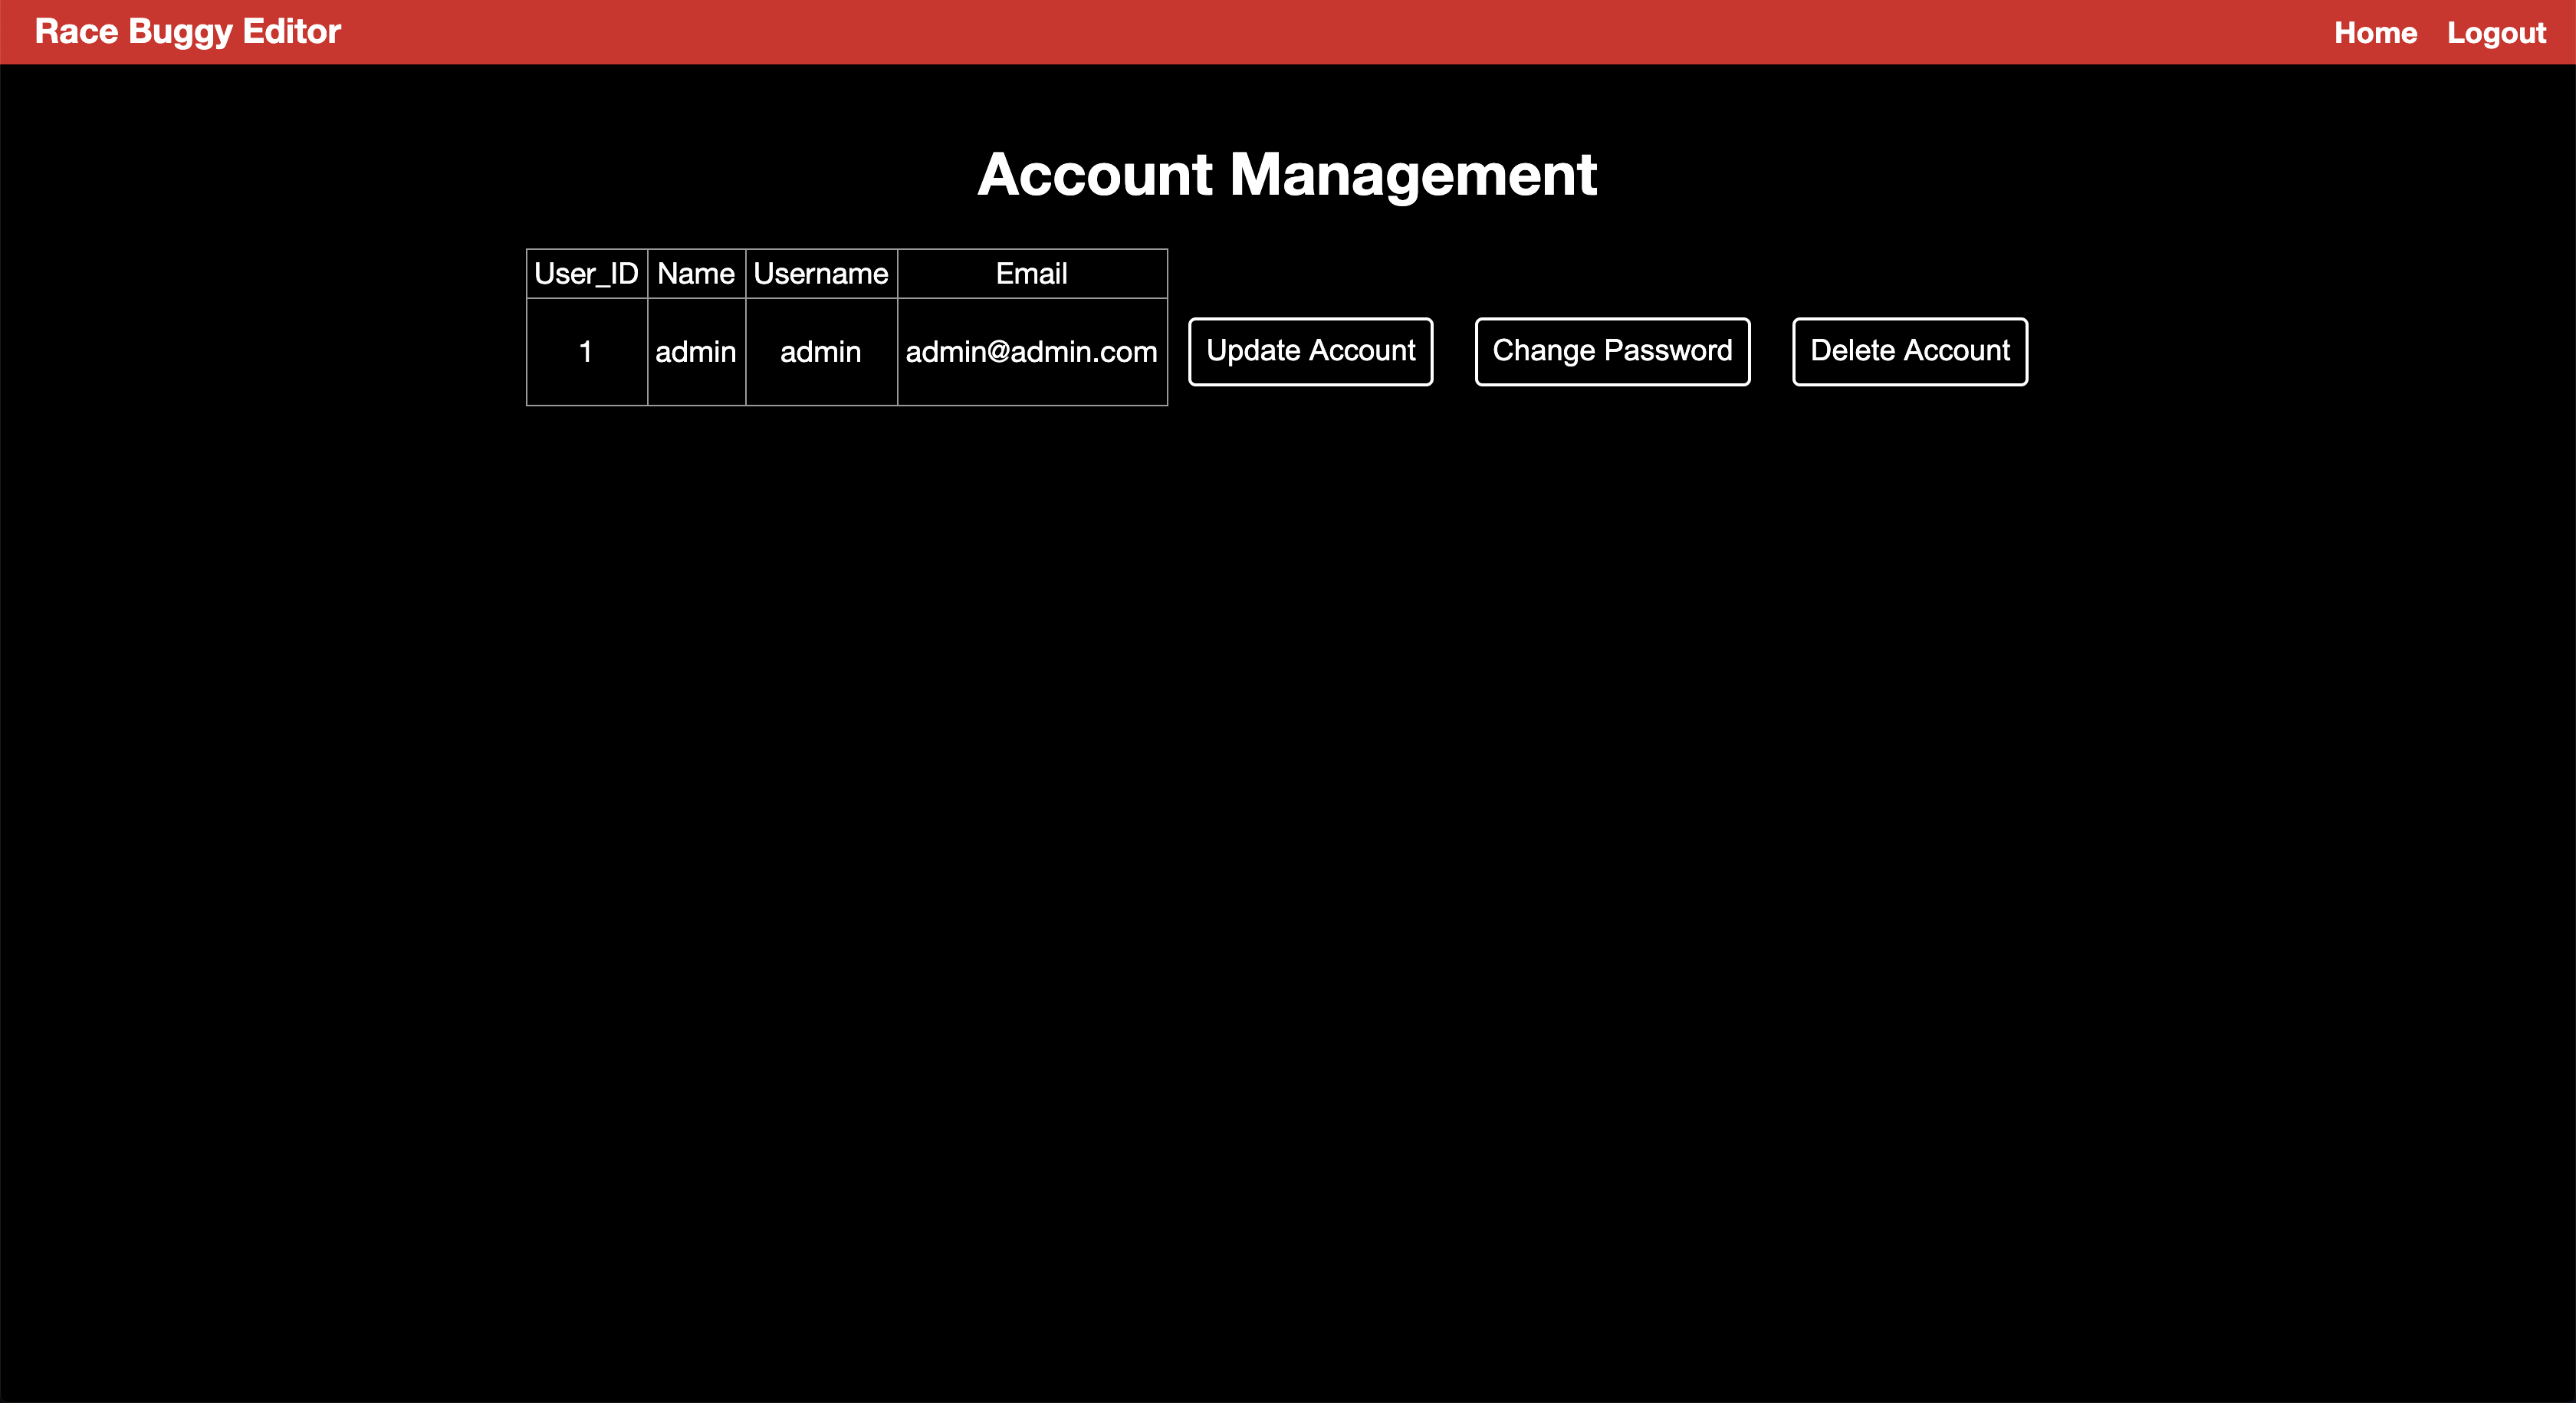 Race Buggy Editor Home Logout
Account Management
User_ID Name Username Email
1 admin admin admin@admin.com Update Account Change Password Delete Account